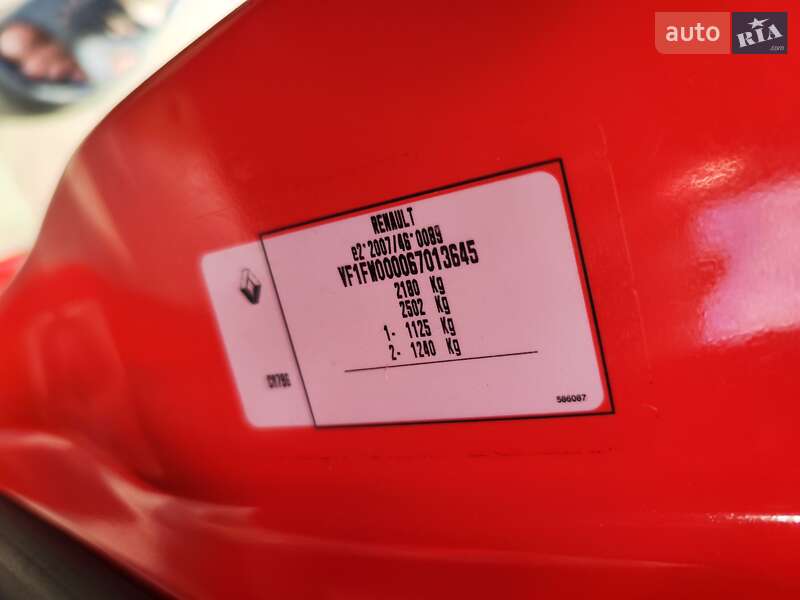 auto RIA
.com
RENAULT
e2*2007/46*0089
VF1FW000067013645
2180 Kg
2502 Kg
1- 1125 Kg
2- 1240 Kg
586087